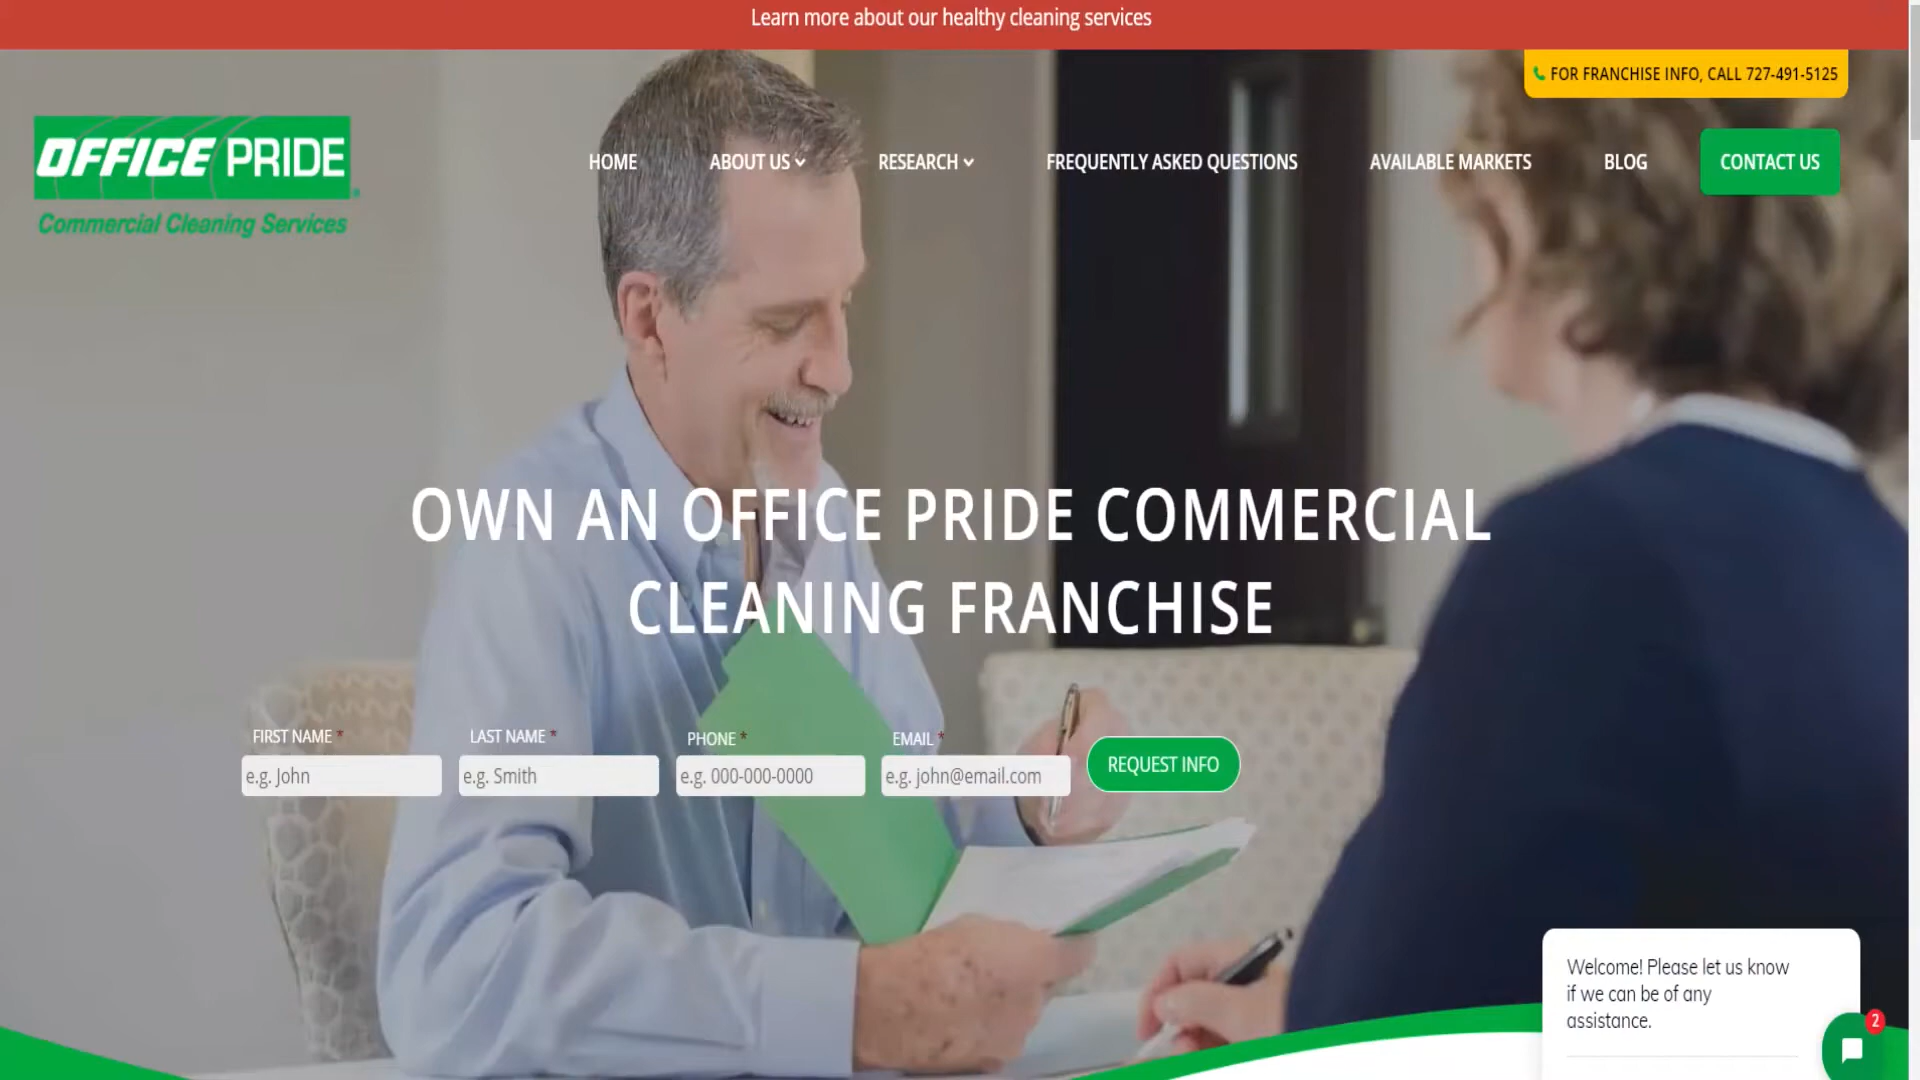 Learn more about our healthy cleaning services
FOR FRANCHISE INFO, CALL 727-491-5125
OFFICE PRIDE
Commercial Cleaning Services
HOME
ABOUT US
RESEARCH
FREQUENTLY ASKED QUESTIONS
AVAILABLE MARKETS
BLOG
CONTACT US
OWN AN OFFICE PRIDE COMMERCIAL
CLEANING FRANCHISE
FIRST NAME *
LAST NAME *
PHONE *
EMAIL *
e.g. John
e.g. Smith
e.g. 000-000-0000
e.g. john@email.com
REQUEST INFO
Welcome! Please let us know
if we can be of any
assistance.
2